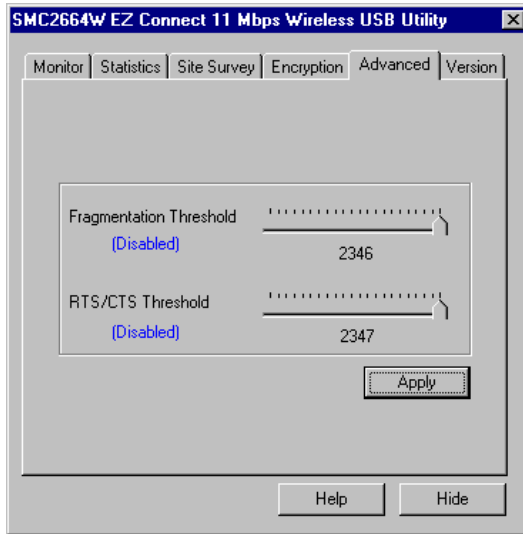 SMC2664W EZ Connect 11 Mbps Wireless USB Utility
Monitor Statistics Site Survey Encryption Advanced Version
Fragmentation Threshold
(Disabled)
2346
RTS/CTS Threshold
(Disabled)
2347
Apply
Help Hide